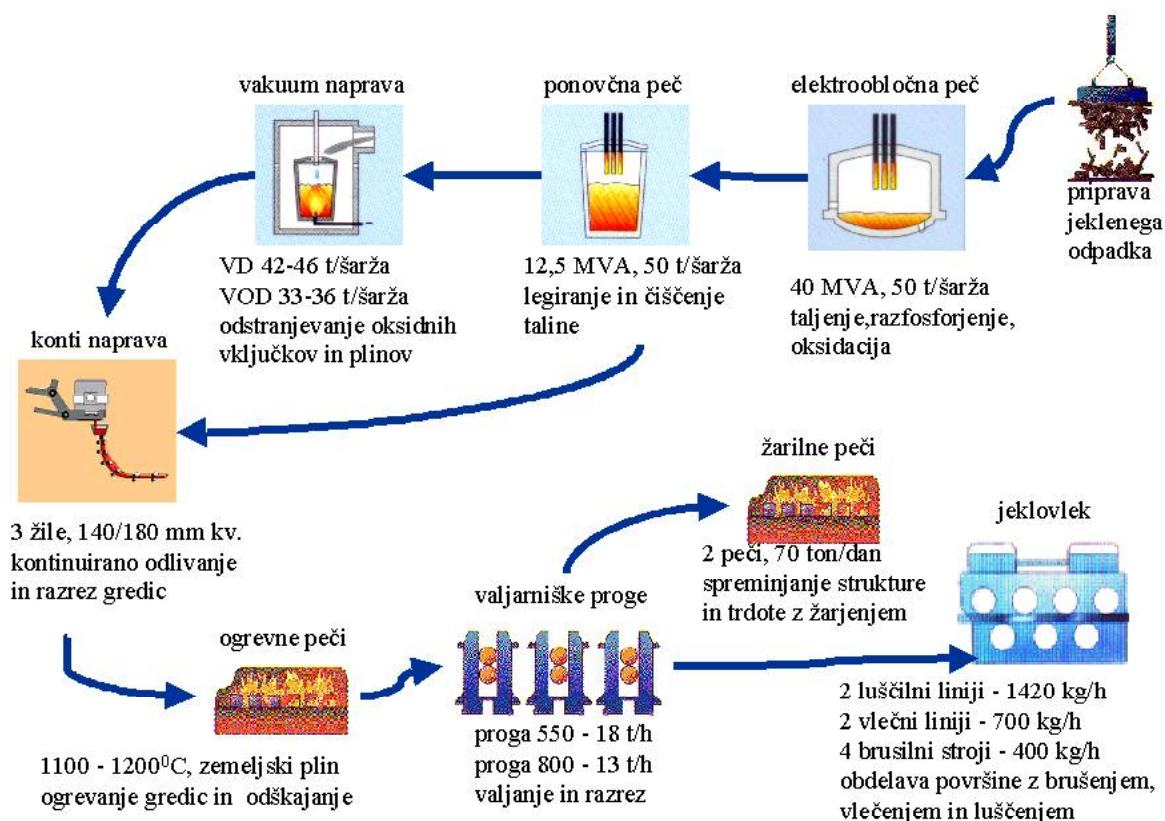 vakuum naprava
ponovčna peč
elektroobločna peč
priprava
jeklenega
odpadka
VD 42-46 t/šarža
VOD 33-36 t/šarža
odstranjevanje oksidnih
vključkov in plinov
12,5 MVA, 50 t/šarža
legiranje in čiščenje
taline
40 MVA, 50 t/šarža
taljenje,razfosforjenje,
oksidacija
konti naprava
3 žile, 140/180 mm kv.
kontinuirano odlivanje
in razrez gredic
žarilne peči
2 peči, 70 ton/dan
spreminjanje strukture
in trdote z žarjenjem
jeklovlek
ogrevne peči
valjarniške proge
1100 - 1200⁰C, zemeljski plin
ogrevanje gredic in odškajanje
proga 550 - 18 t/h
proga 800 - 13 t/h
valjanje in razrez
2 luščilni liniji - 1420 kg/h
2 vlečni liniji - 700 kg/h
4 brusilni stroji - 400 kg/h
obdelava površine z brušenjem,
vlečenjem in luščenjem